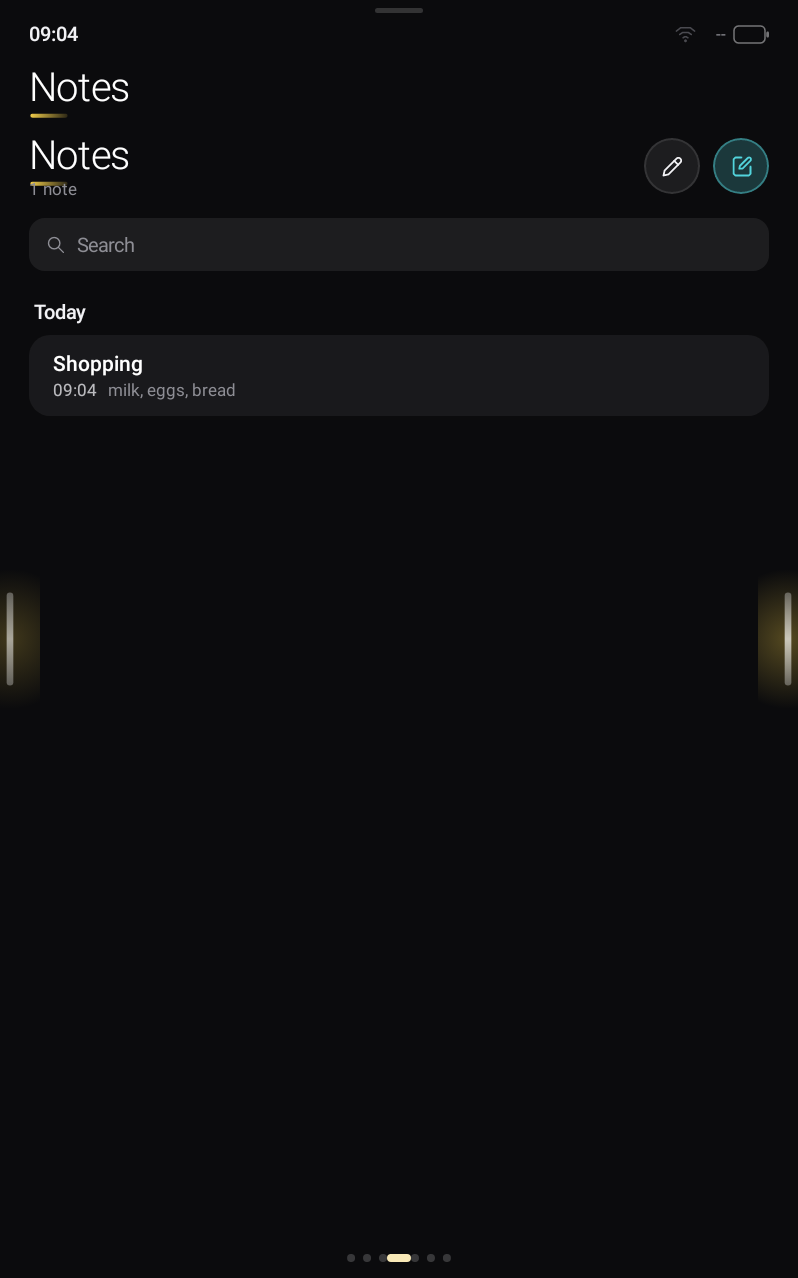 09:04
--
Notes
Notes
1 note
Search
Today
Shopping
09:04 milk, eggs, bread